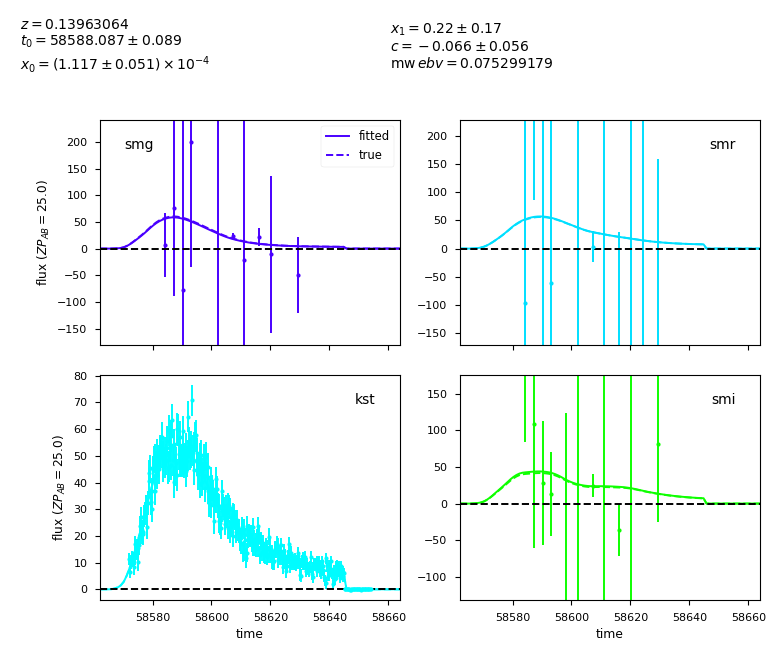 z = 0.13963064
t₀ = 58588.087 ± 0.089
x₀ = (1.117 ± 0.051) × 10⁻⁴
x₁ = 0.22 ± 0.17
c = −0.066 ± 0.056
mw ebv = 0.075299179
smg
fitted
true
200
150
100
50
0
−50
−100
−150
flux (ZP_AB = 25.0)
smr
200
150
100
50
0
−50
−100
−150
kst
80
70
60
50
40
30
20
10
0
flux (ZP_AB = 25.0)
58580 58600 58620 58640 58660
time
smi
150
100
50
0
−50
−100
58580 58600 58620 58640 58660
time